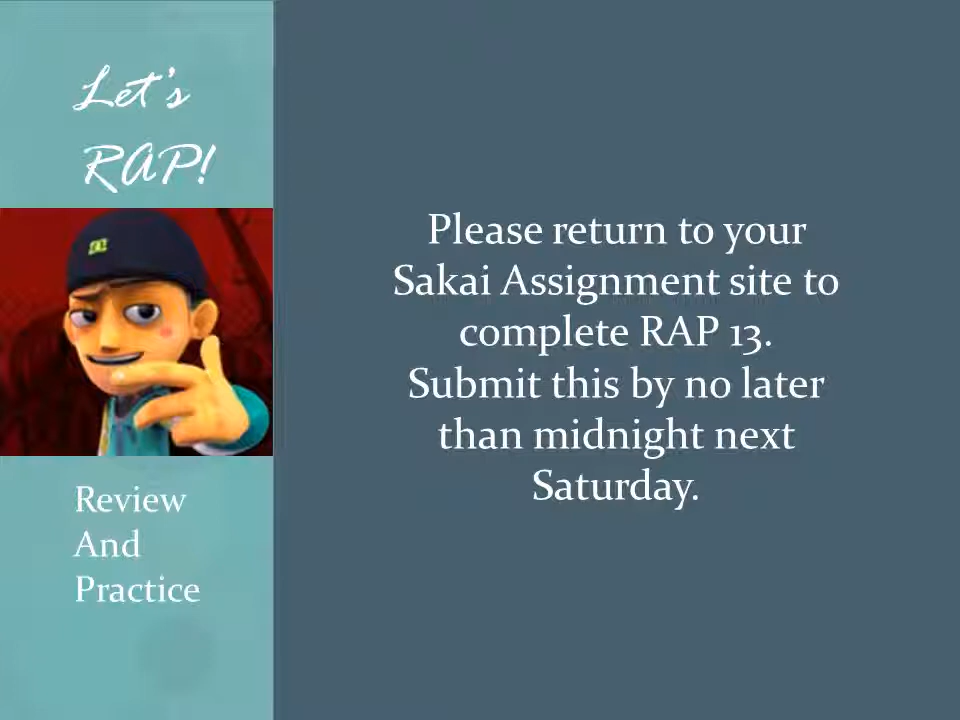 Let's
RAP!
Review
And
Practice
Please return to your
Sakai Assignment site to
complete RAP 13.
Submit this by no later
than midnight next
Saturday.